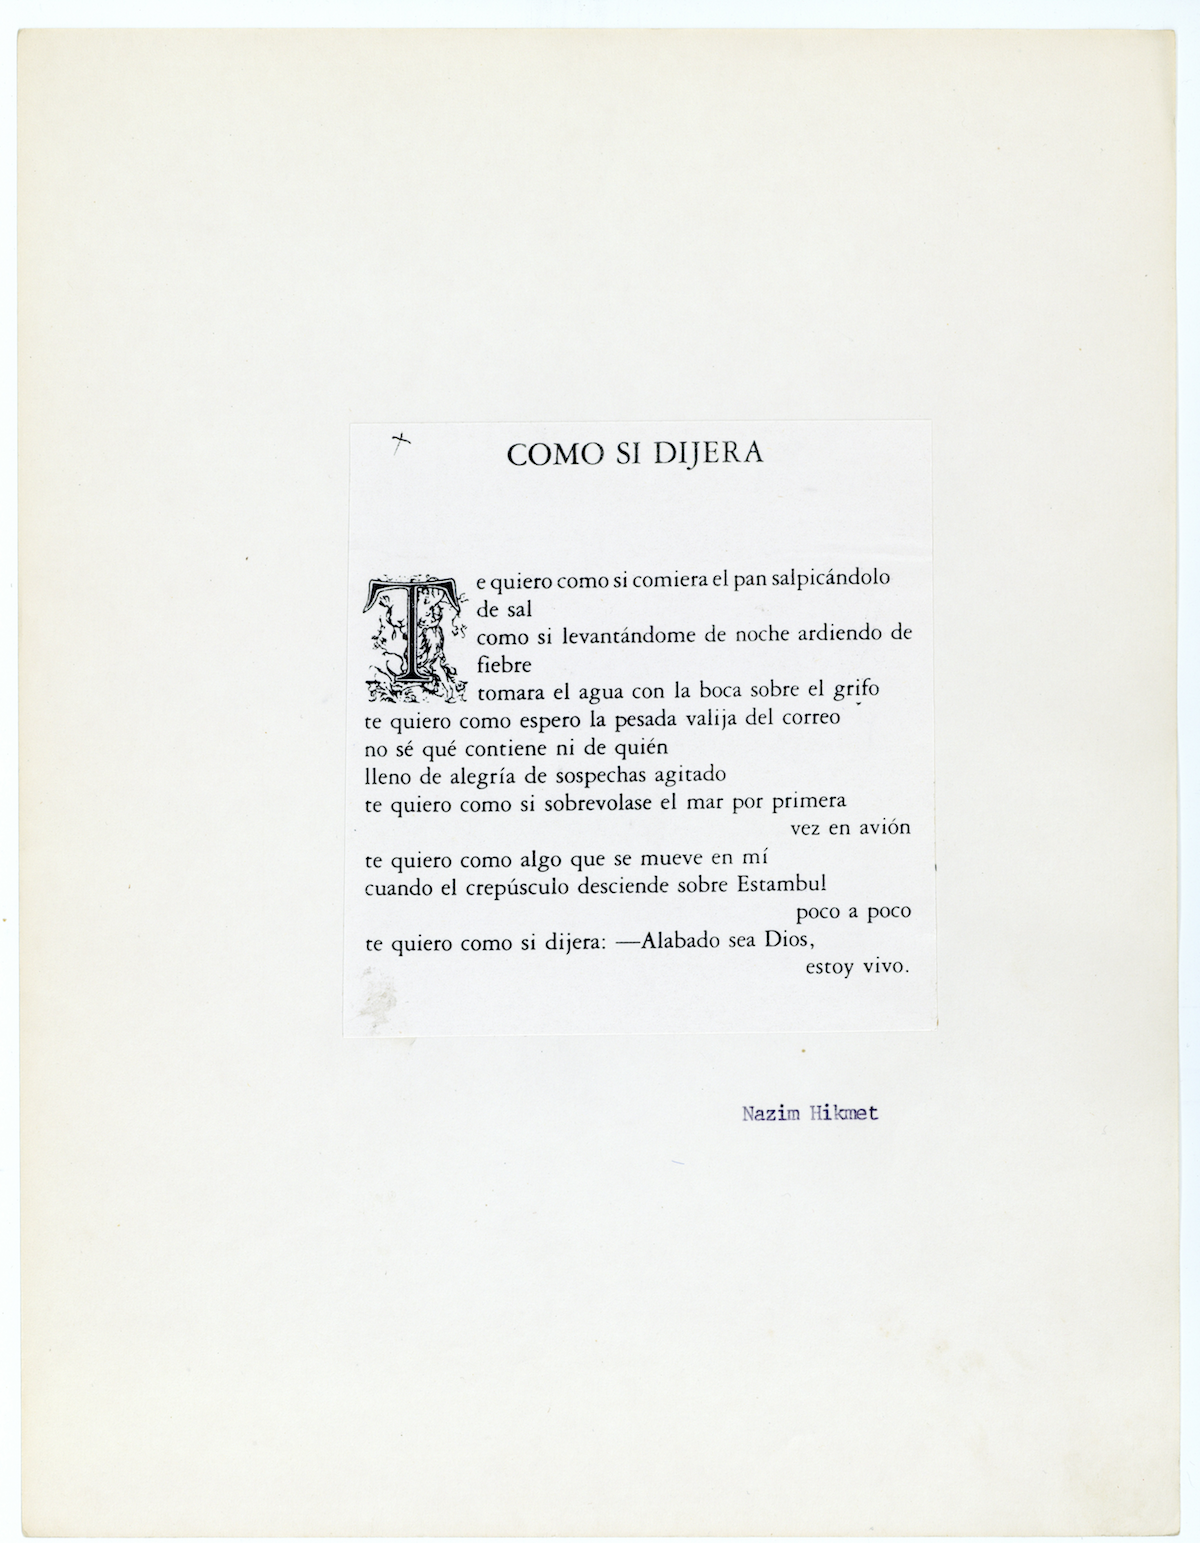 COMO SI DIJERA
Te quiero como si comiera el pan salpicándolo
de sal
como si levantándome de noche ardiendo de
fiebre
tomara el agua con la boca sobre el grifo
te quiero como espero la pesada valija del correo
no sé qué contiene ni de quién
lleno de alegría de sospechas agitado
te quiero como si sobrevolase el mar por primera
vez en avión
te quiero como algo que se mueve en mí
cuando el crepúsculo desciende sobre Estambul
poco a poco
te quiero como si dijera: —Alabado sea Dios,
estoy vivo.
Nazim Hikmet